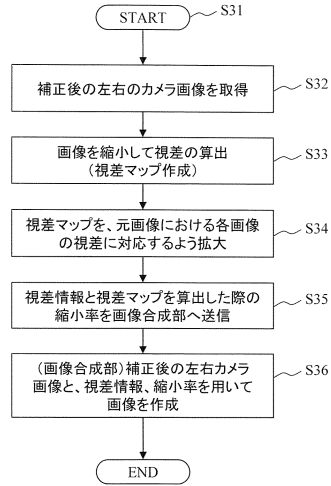 START
S31
補正後の左右のカメラ画像を取得
S32
画像を縮小して視差の算出
(視差マップ作成)
S33
視差マップを、元画像における各画像
の視差に対応するよう拡大
S34
視差情報と視差マップを算出した際の
縮小率を画像合成部へ送信
S35
(画像合成部)補正後の左右カメラ
画像と、視差情報、縮小率を用いて
画像を作成
S36
END